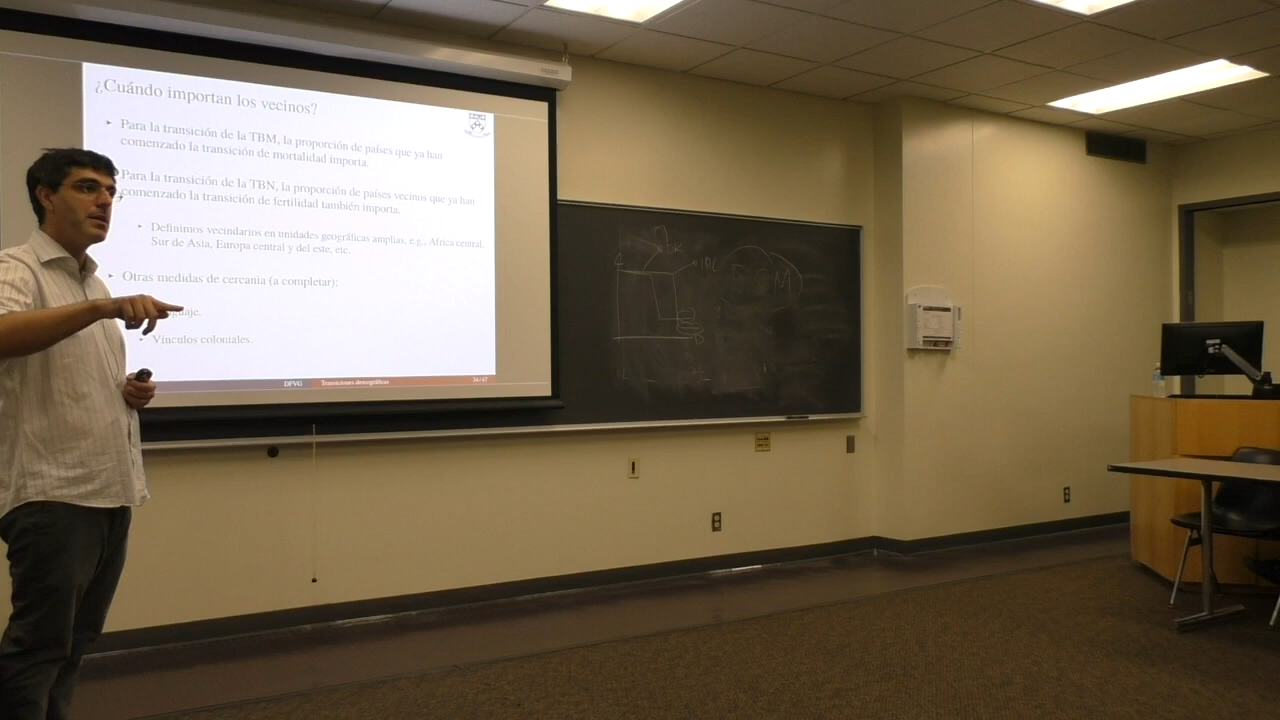 ¿Cuándo importan los vecinos?
Para la transición de la TBM, la proporción de países que ya han
comenzado la transición de mortalidad importa.
Para la transición de la TBN, la proporción de países vecinos que ya han
comenzado la transición de fertilidad también importa.
Definimos vecindarios en unidades geográficas amplias, e.g., África central,
Sur de Asia, Europa central y del este, etc.
Otras medidas de cercanía (a completar):
Vínculos coloniales.
DFVG Transiciones demográficas 34/47